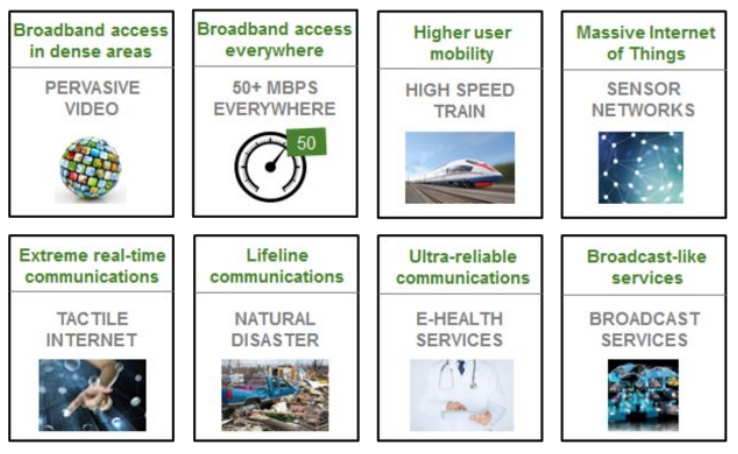 Broadband access
in dense areas
PERVASIVE
VIDEO
Broadband access
everywhere
50+ MBPS
EVERYWHERE
50
Higher user
mobility
HIGH SPEED
TRAIN
Massive Internet
of Things
SENSOR
NETWORKS
Extreme real-time
communications
TACTILE
INTERNET
Lifeline
communications
NATURAL
DISASTER
Ultra-reliable
communications
E-HEALTH
SERVICES
Broadcast-like
services
BROADCAST
SERVICES